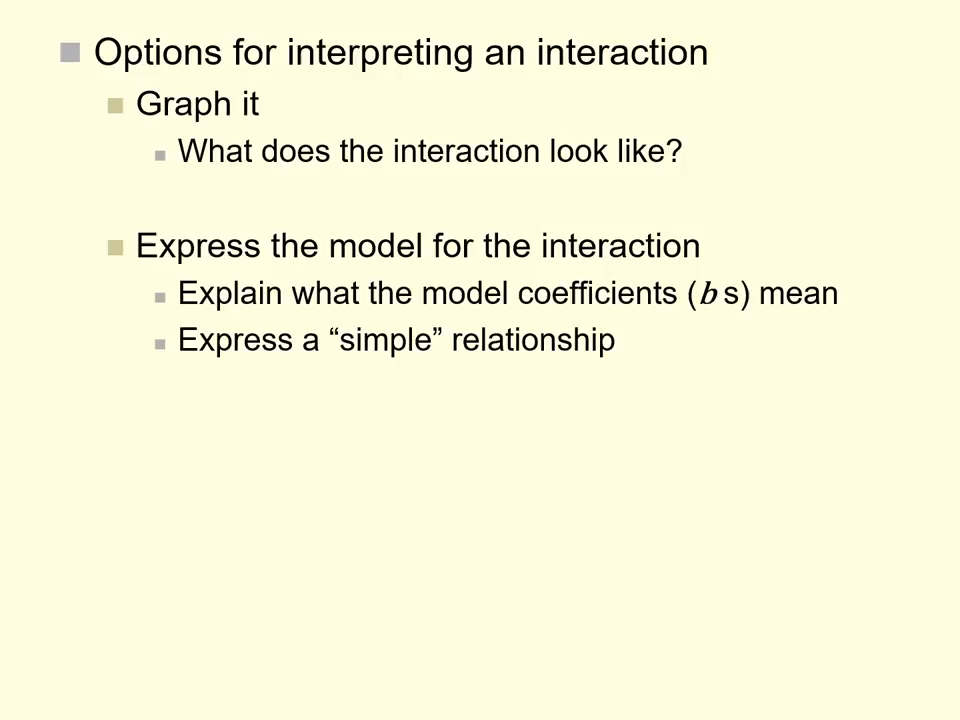 Options for interpreting an interaction
Graph it
What does the interaction look like?
Express the model for the interaction
Explain what the model coefficients (b s) mean
Express a “simple” relationship